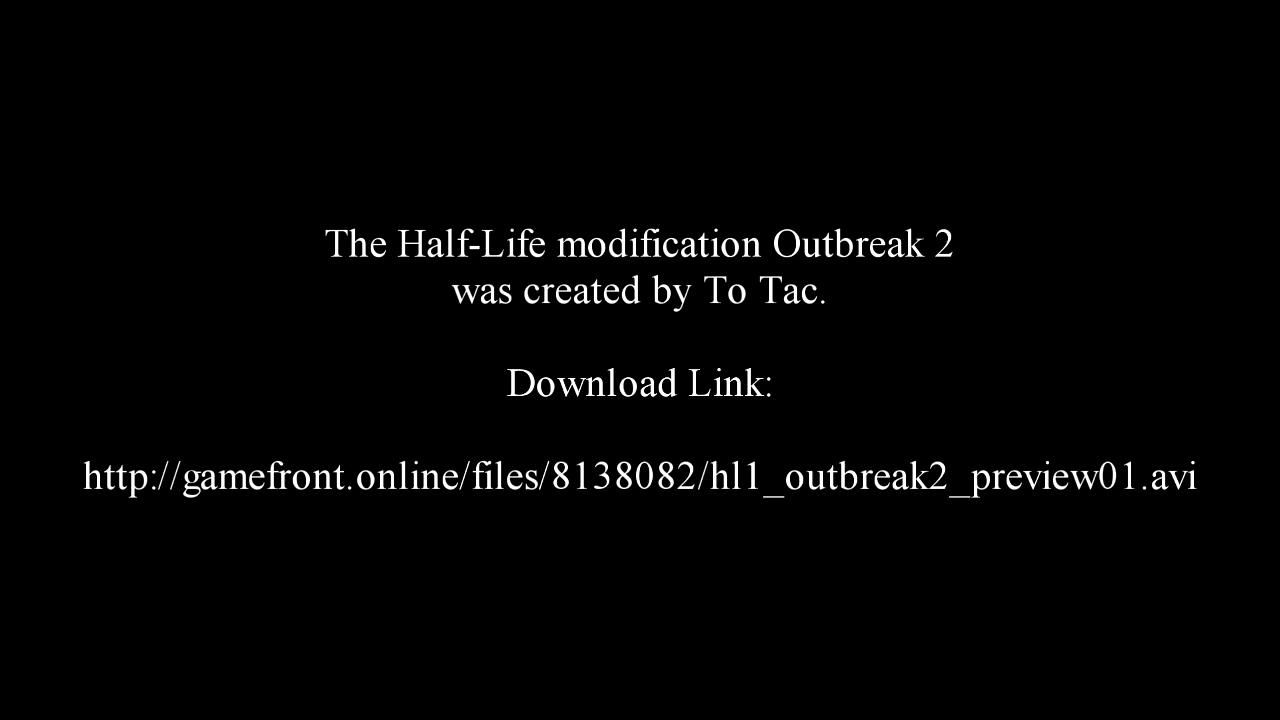 The Half-Life modification Outbreak 2
was created by To Tac.
Download Link:
http://gamefront.online/files/8138082/hl1_outbreak2_preview01.avi